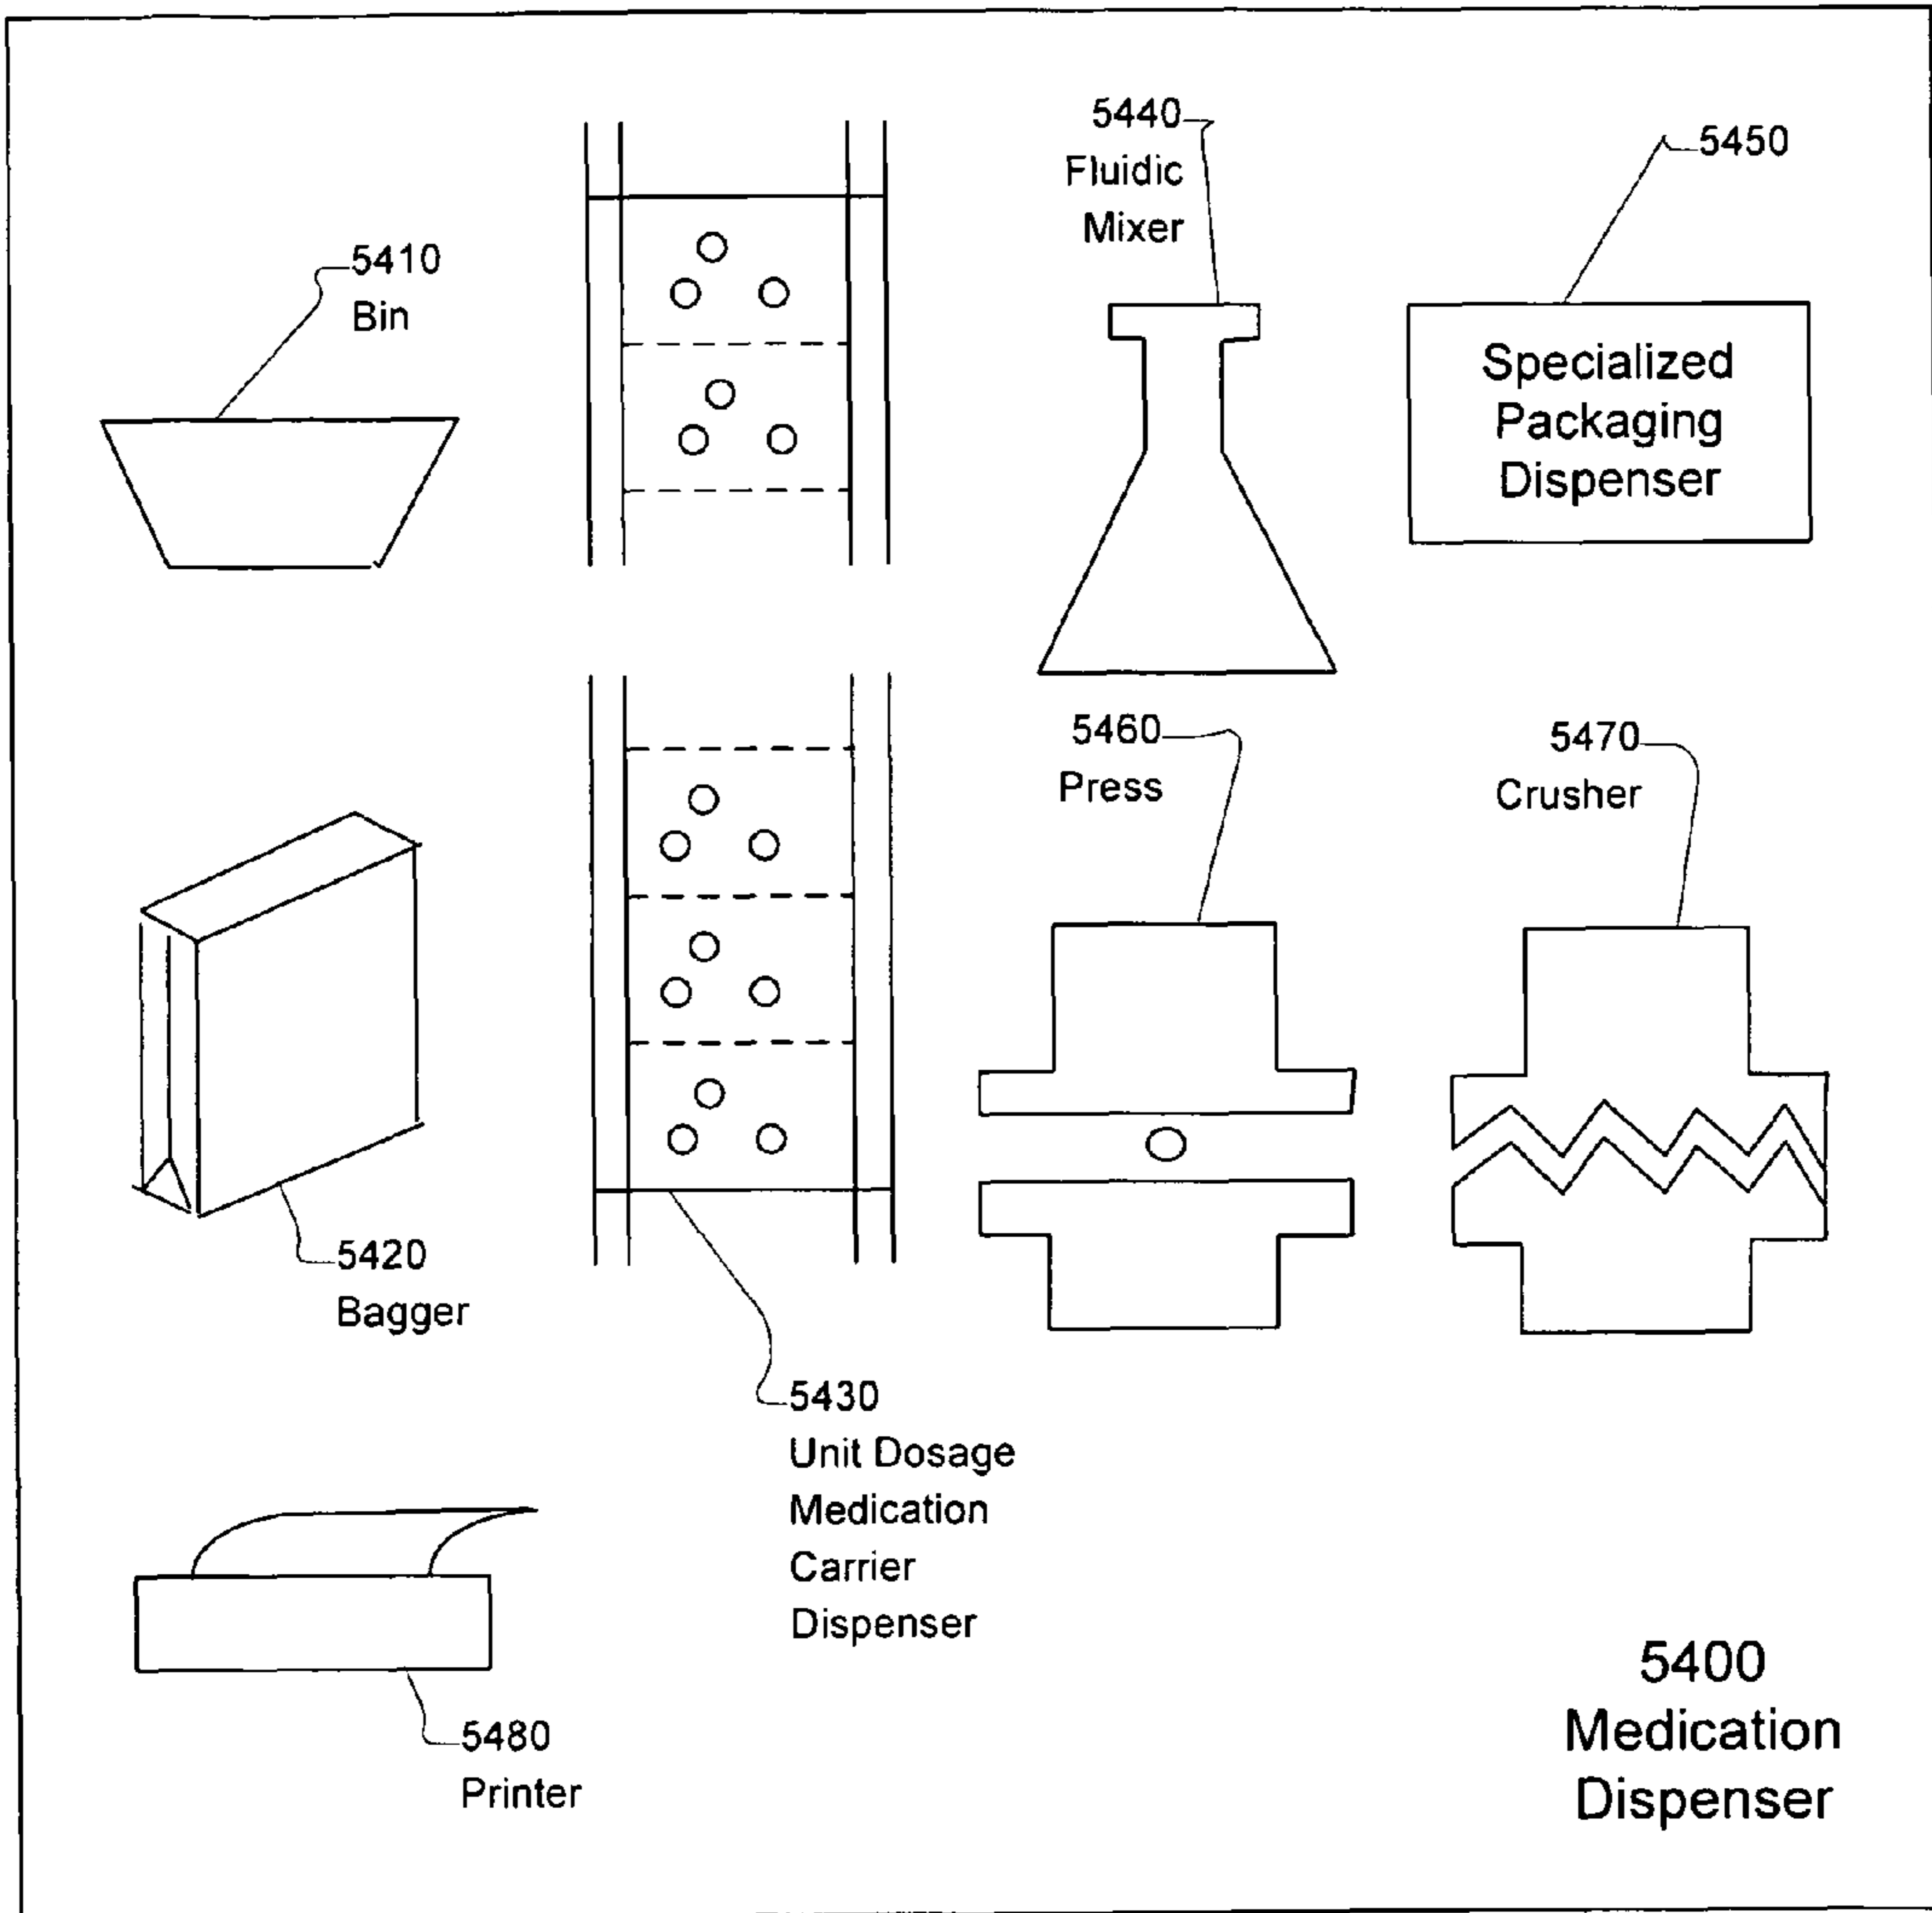 5410
Bin
5440
Fluidic
Mixer
5450
Specialized
Packaging
Dispenser
5420
Bagger
5430
Unit Dosage
Medication
Carrier
Dispenser
5460
Press
5470
Crusher
5480
Printer
5400
Medication
Dispenser